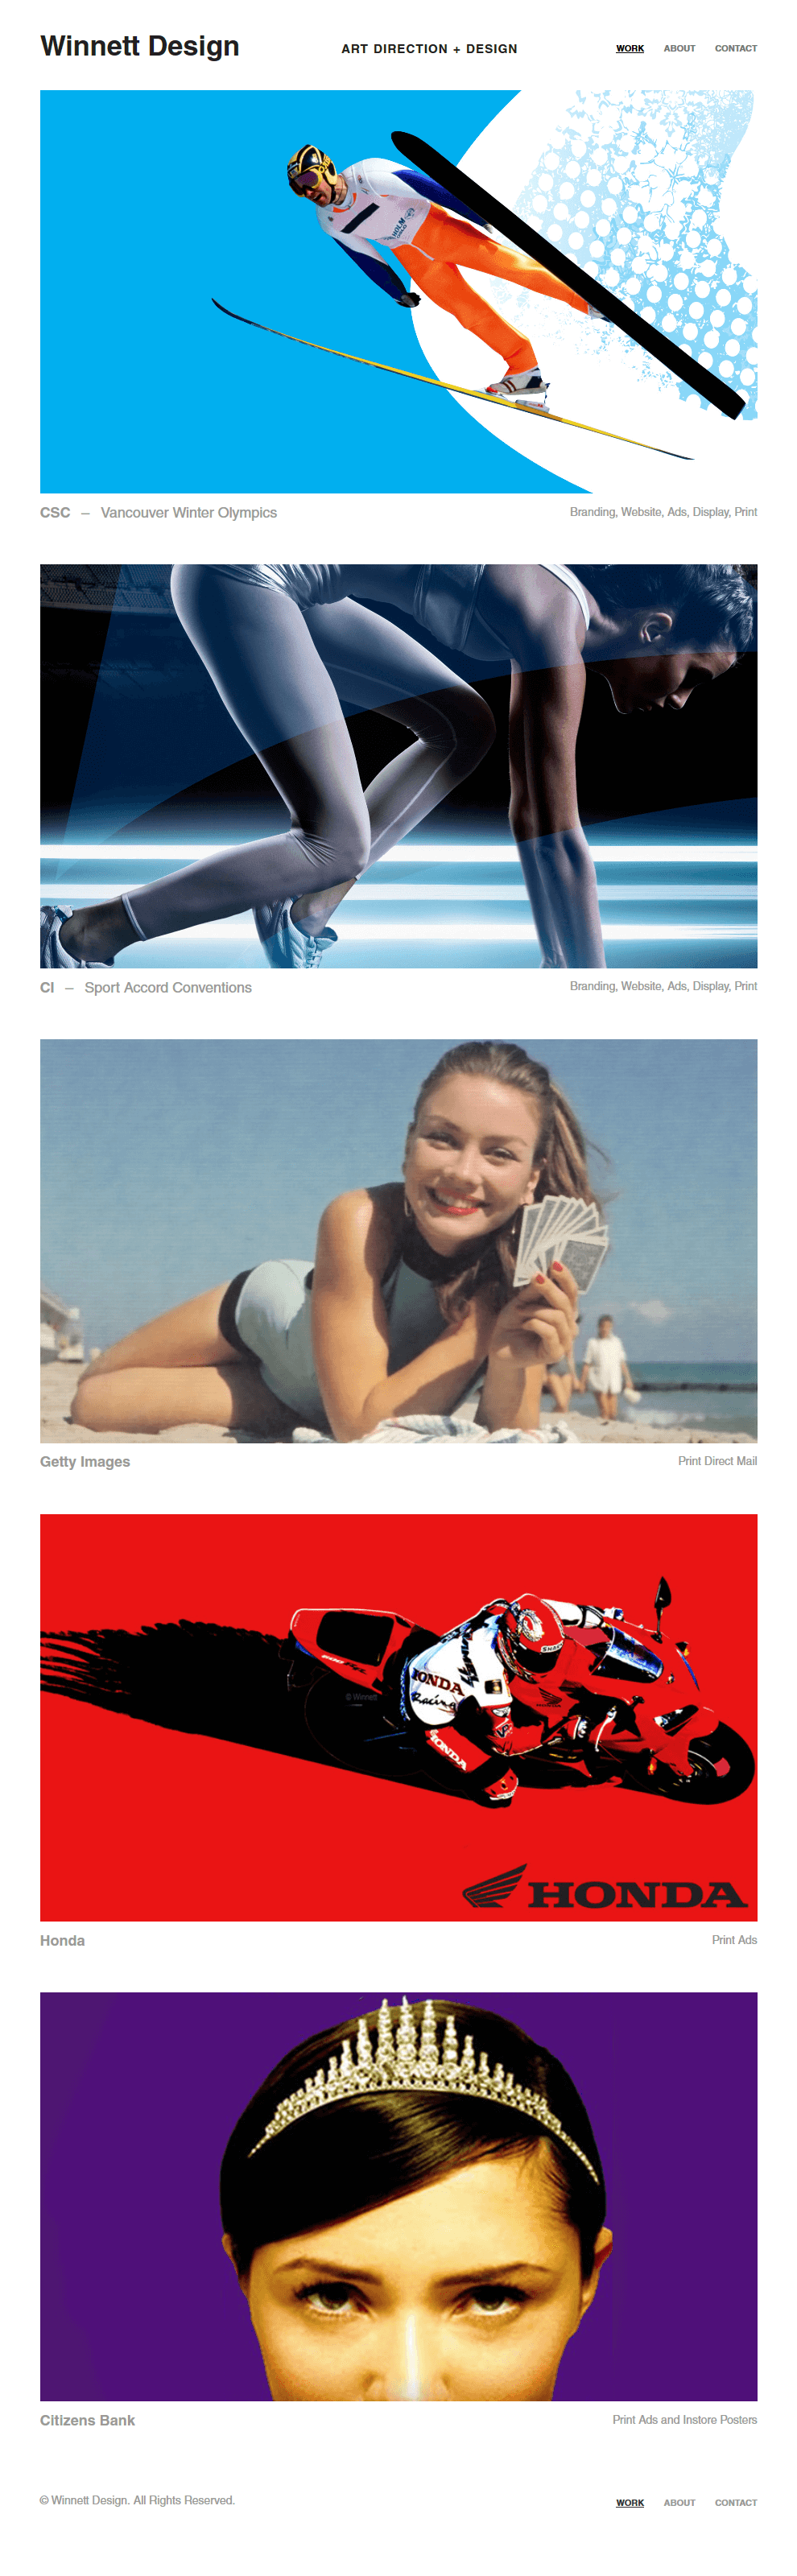 Winnett Design
ART DIRECTION + DESIGN
WORK ABOUT CONTACT
CSC – Vancouver Winter Olympics
Branding, Website, Ads, Display, Print
CI – Sport Accord Conventions
Branding, Website, Ads, Display, Print
Getty Images
Print Direct Mail
© Winnett
HONDA
HONDA
Honda
Print Ads
Citizens Bank
Print Ads and Instore Posters
© Winnett Design. All Rights Reserved.
WORK ABOUT CONTACT